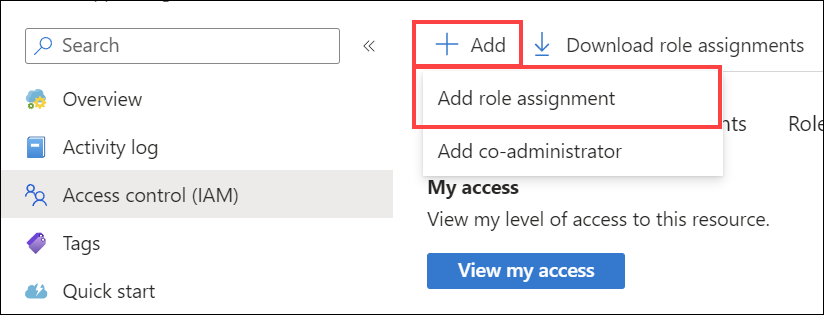 Search
«
Add
Download role assignments
Add role assignment
Add co-administrator
nts
Role
Overview
Activity log
Access control (IAM)
Tags
Quick start
My access
View my level of access to this resource.
View my access